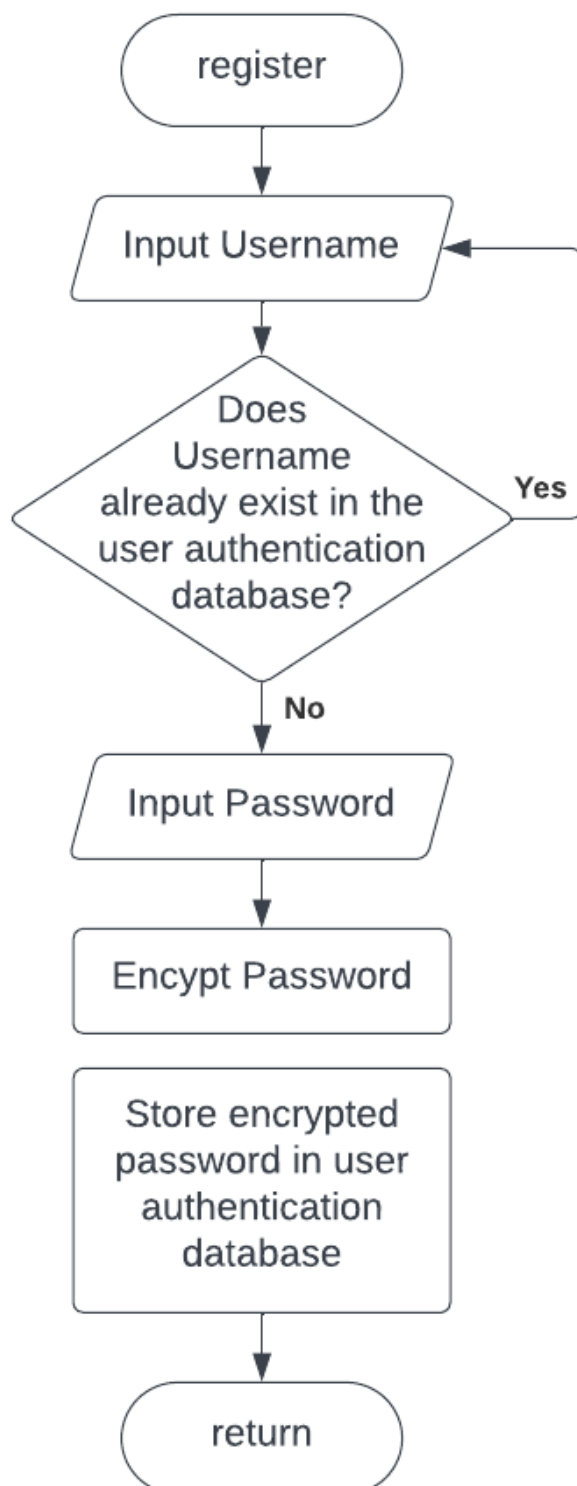 register
Input Username
Does
Username
already exist in the
user authentication
database?
Yes
No
Input Password
Encypt Password
Store encrypted
password in user
authentication
database
return